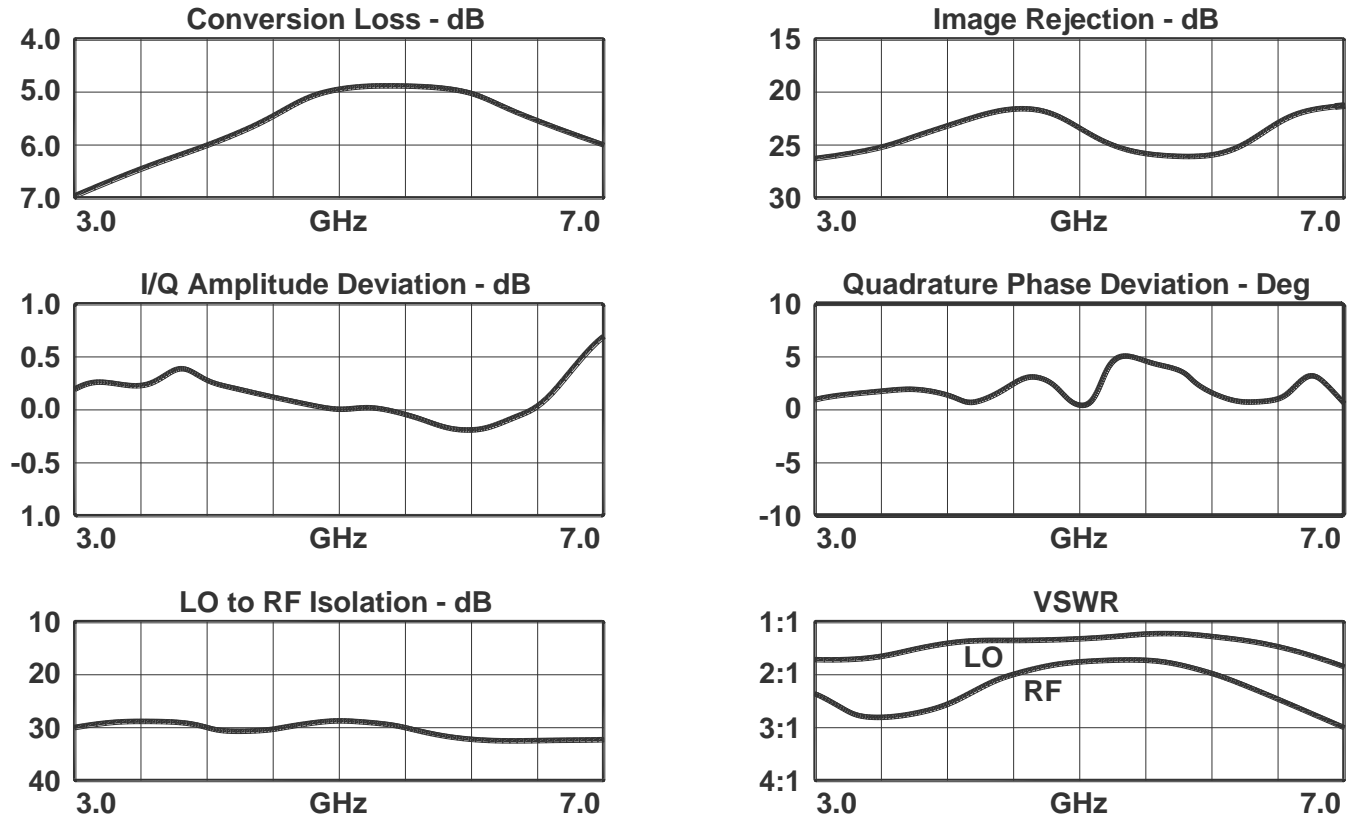 Conversion Loss - dB
4.0
5.0
6.0
7.0
3.0 GHz 7.0
Image Rejection - dB
15
20
25
30
3.0 GHz 7.0
I/Q Amplitude Deviation - dB
1.0
0.5
0.0
-0.5
1.0
3.0 GHz 7.0
Quadrature Phase Deviation - Deg
10
5
0
-5
-10
3.0 GHz 7.0
LO to RF Isolation - dB
10
20
30
40
3.0 GHz 7.0
VSWR
1:1
2:1
3:1
4:1
LO
RF
3.0 GHz 7.0